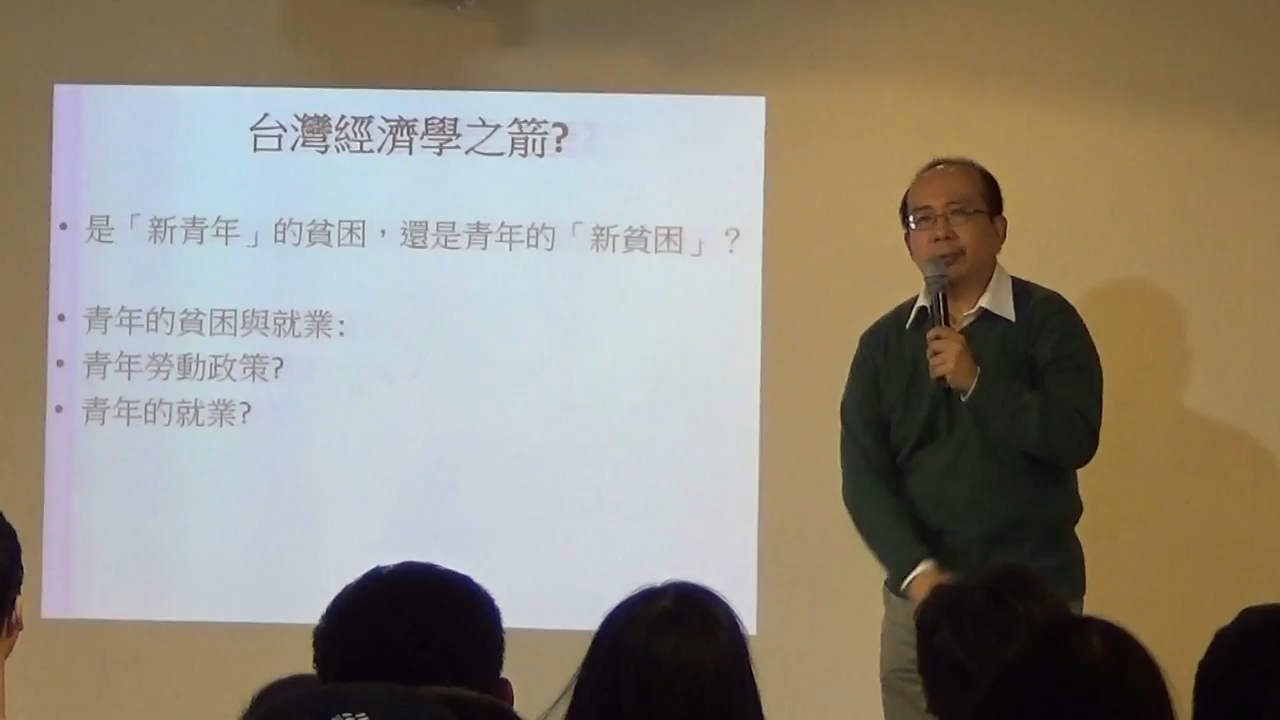 台灣經濟學之箭?
• 是「新青年」的貧困，還是青年的「新貧困」？
• 青年的貧困與就業:
• 青年勞動政策?
• 青年的就業?